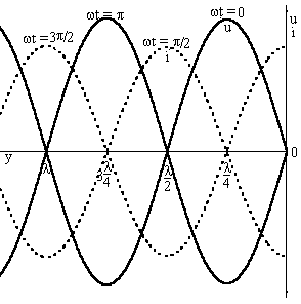 ωt = π
ωt = 0
u
u
i
ωt = 3π/2
ωt = π/2
i
y
λ
3λ/4
λ/2
λ/4
0